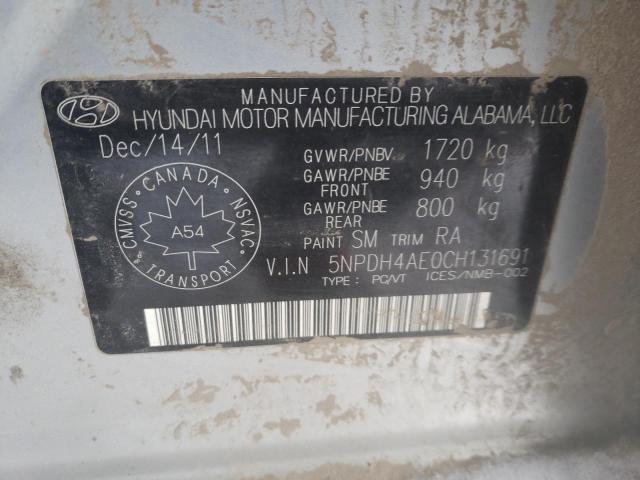 MANUFACTURED BY
HYUNDAI MOTOR MANUFACTURING ALABAMA, LLC
Dec/14/11
GVWR/PNBV 1720 kg
GAWR/PNBE FRONT 940 kg
GAWR/PNBE REAR 800 kg
PAINT SM TRIM RA
V.I.N 5NPDH4AE0CH131691
TYPE : PC/VT ICES/NMB-002
CANADA
CMVSS
NSVAC
A54
TRANSPORT